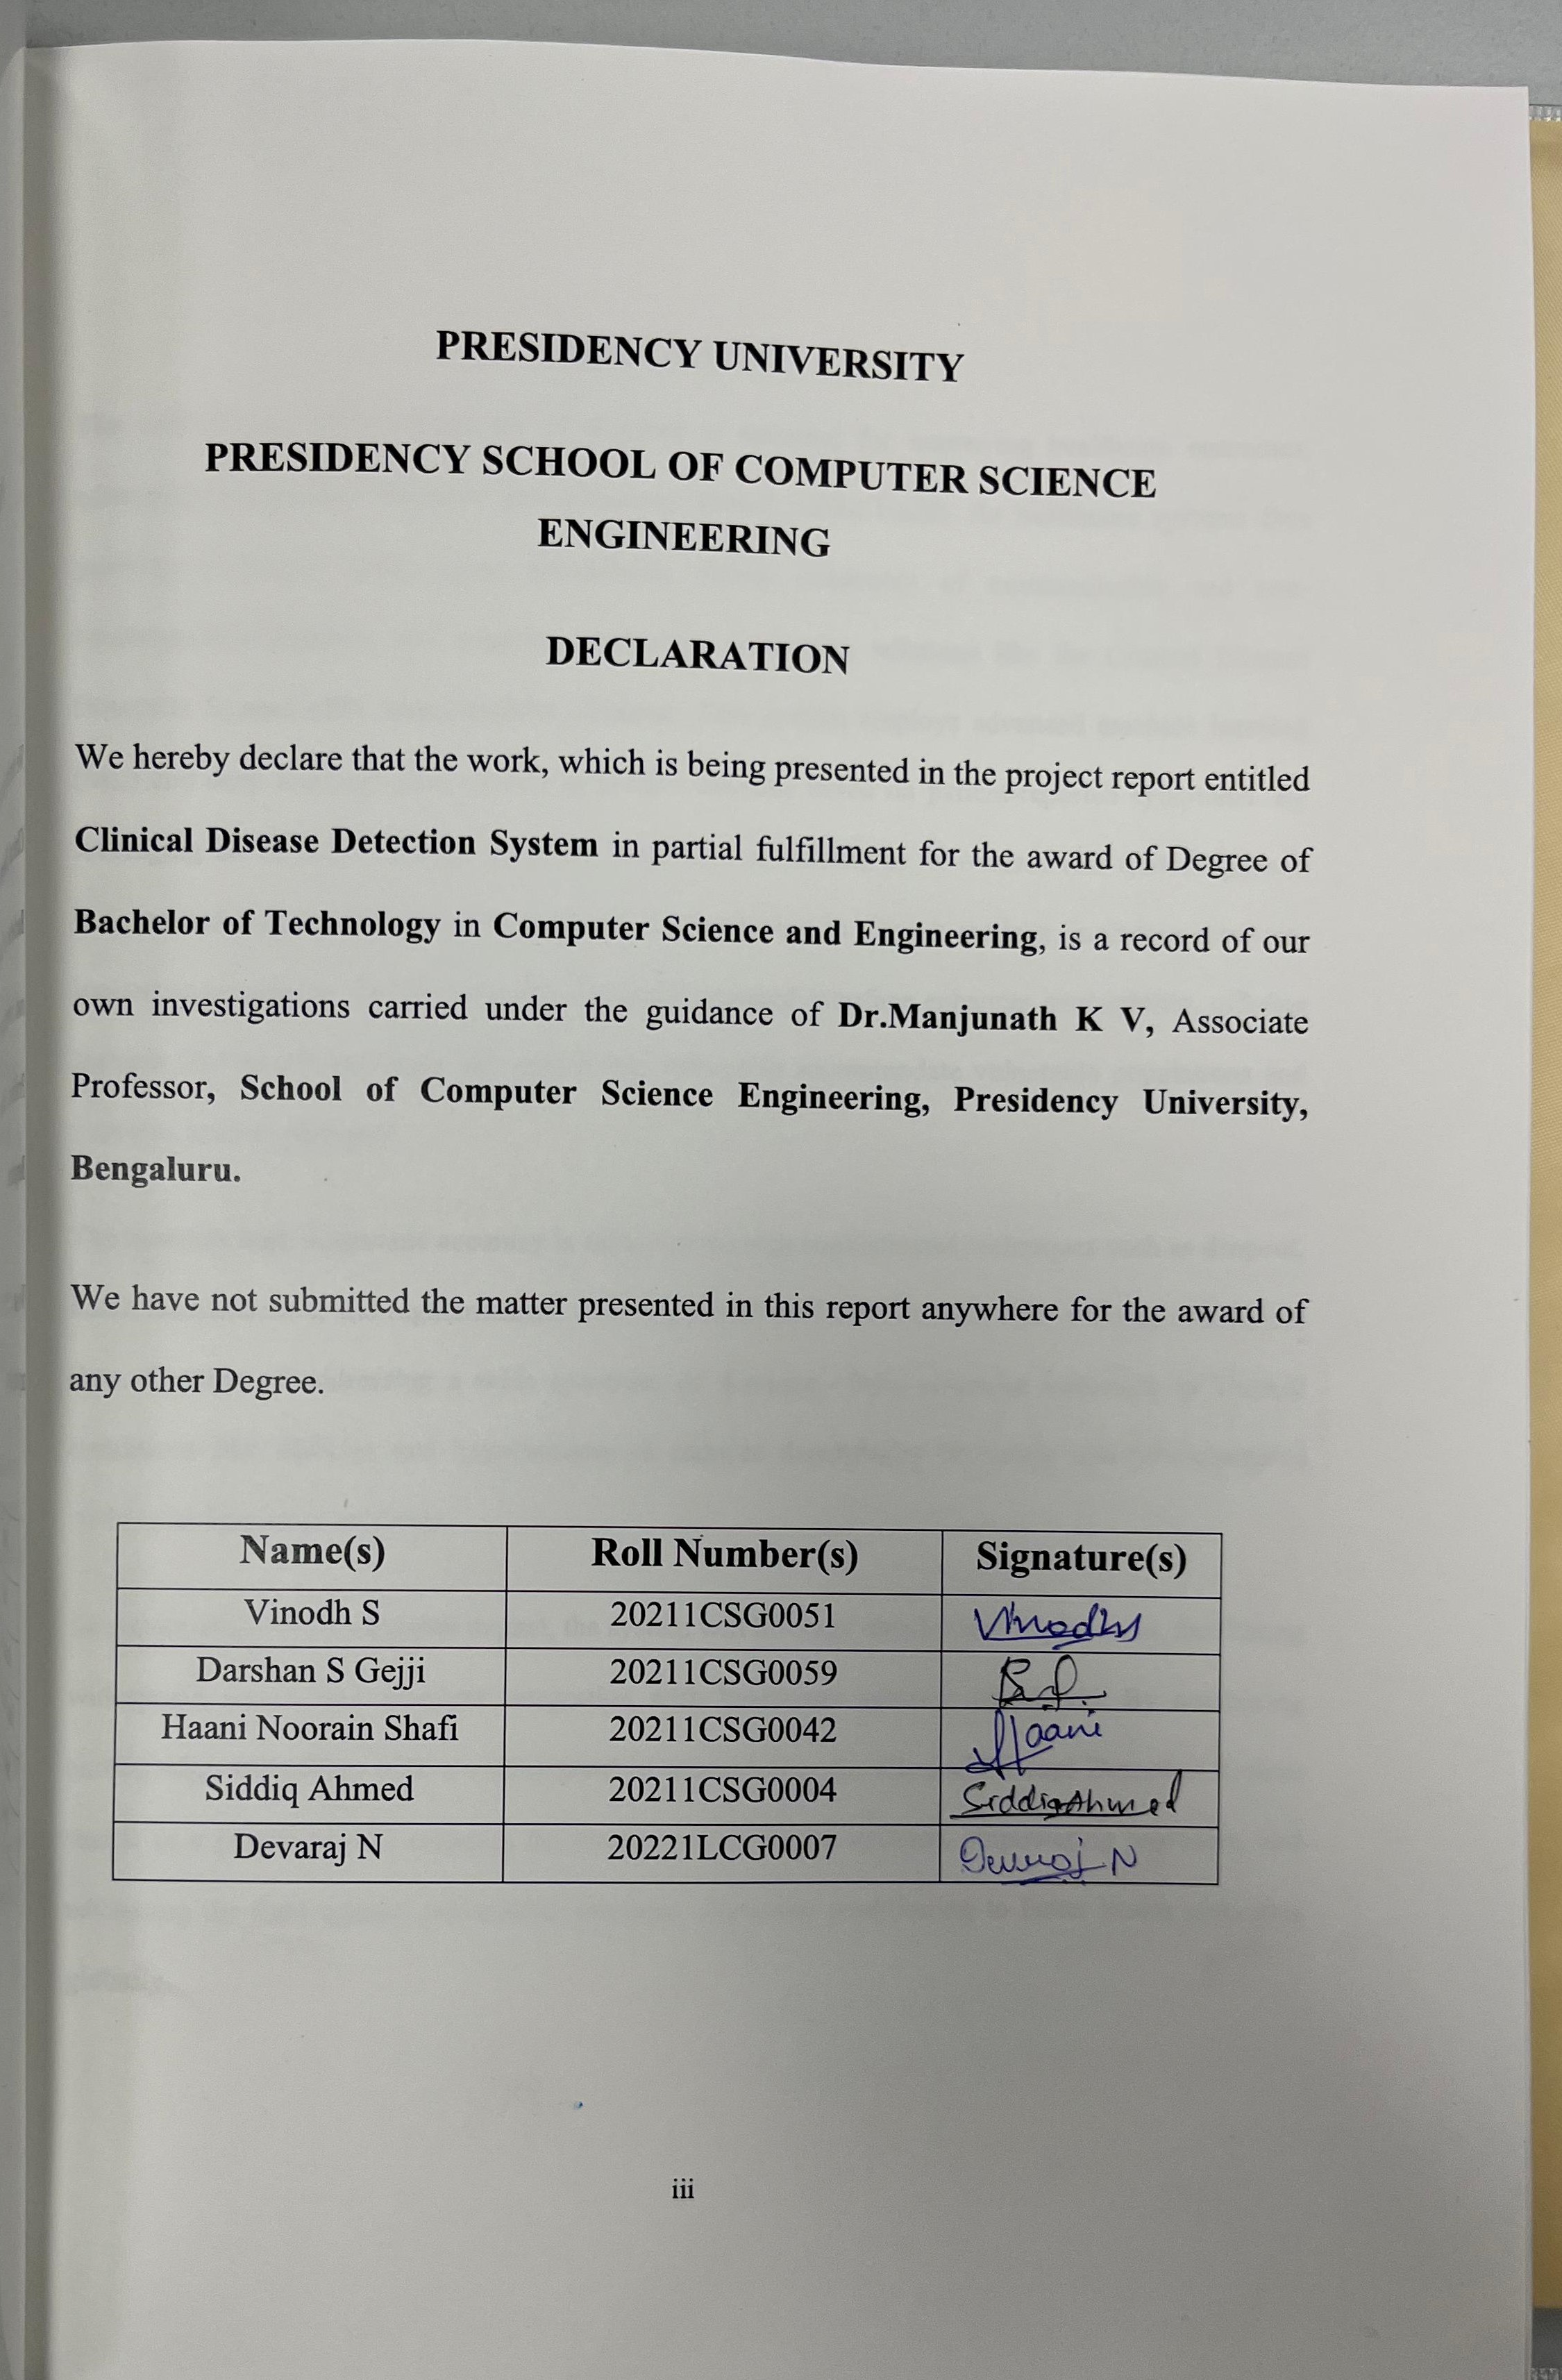 PRESIDENCY UNIVERSITY
PRESIDENCY SCHOOL OF COMPUTER SCIENCE
ENGINEERING
DECLARATION
We hereby declare that the work, which is being presented in the project report entitled
Clinical Disease Detection System in partial fulfillment for the award of Degree of
Bachelor of Technology in Computer Science and Engineering, is a record of our
own investigations carried under the guidance of Dr.Manjunath K V, Associate
Professor, School of Computer Science Engineering, Presidency University,
Bengaluru.
We have not submitted the matter presented in this report anywhere for the award of
any other Degree.
Name(s) Roll Number(s) Signature(s)
Vinodh S 20211CSG0051 Vinodhs
Darshan S Gejji 20211CSG0059
Haani Noorain Shafi 20211CSG0042 Haani
Siddiq Ahmed 20211CSG0004 Siddiq Ahmed
Devaraj N 20221LCG0007 Devaraj N
iii